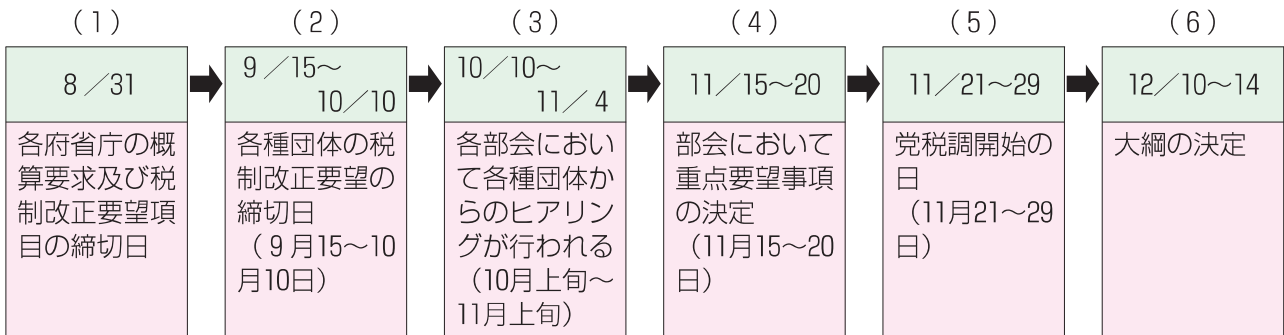 (1)
8/31
各府省庁の概
算要求及び税
制改正要望項
目の締切日
(2)
9/15～
10/10
各種団体の税
制改正要望の
締切日
(9月15～10
月10日)
(3)
10/10～
11/4
各部会におい
て各種団体か
らのヒアリン
グが行われる
(10月上旬～
11月上旬)
(4)
11/15～20
部会において
重点要望事項
の決定
(11月15～20
日)
(5)
11/21～29
党税調開始の
日
(11月21～29
日)
(6)
12/10～14
大綱の決定